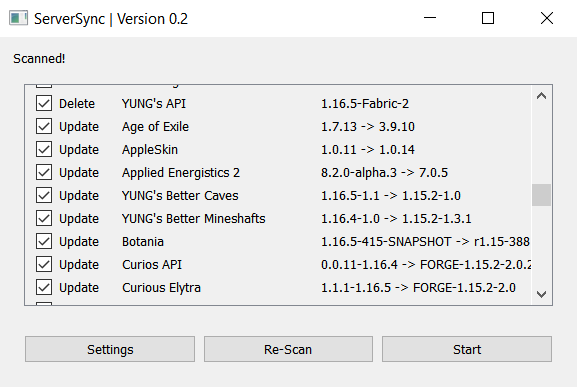 ServerSync | Version 0.2
Scanned!
Delete YUNG's API 1.16.5-Fabric-2
Update Age of Exile 1.7.13 -> 3.9.10
Update AppleSkin 1.0.11 -> 1.0.14
Update Applied Energistics 2 8.2.0-alpha.3 -> 7.0.5
Update YUNG's Better Caves 1.16.5-1.1 -> 1.15.2-1.0
Update YUNG's Better Mineshafts 1.16.4-1.0 -> 1.15.2-1.3.1
Update Botania 1.16.5-415-SNAPSHOT -> r1.15-388
Update Curios API 0.0.11-1.16.4 -> FORGE-1.15.2-2.0.2
Update Curious Elytra 1.1.1-1.16.5 -> FORGE-1.15.2-2.0
Settings Re-Scan Start